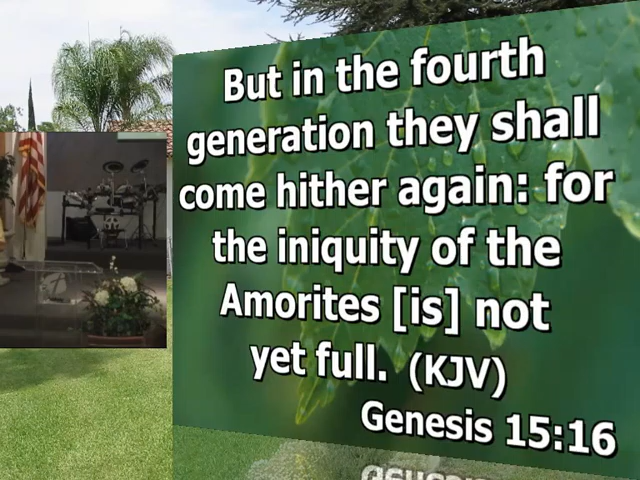 But in the fourth
generation they shall
come hither again: for
the iniquity of the
Amorites [is] not
yet full. (KJV)
Genesis 15:16